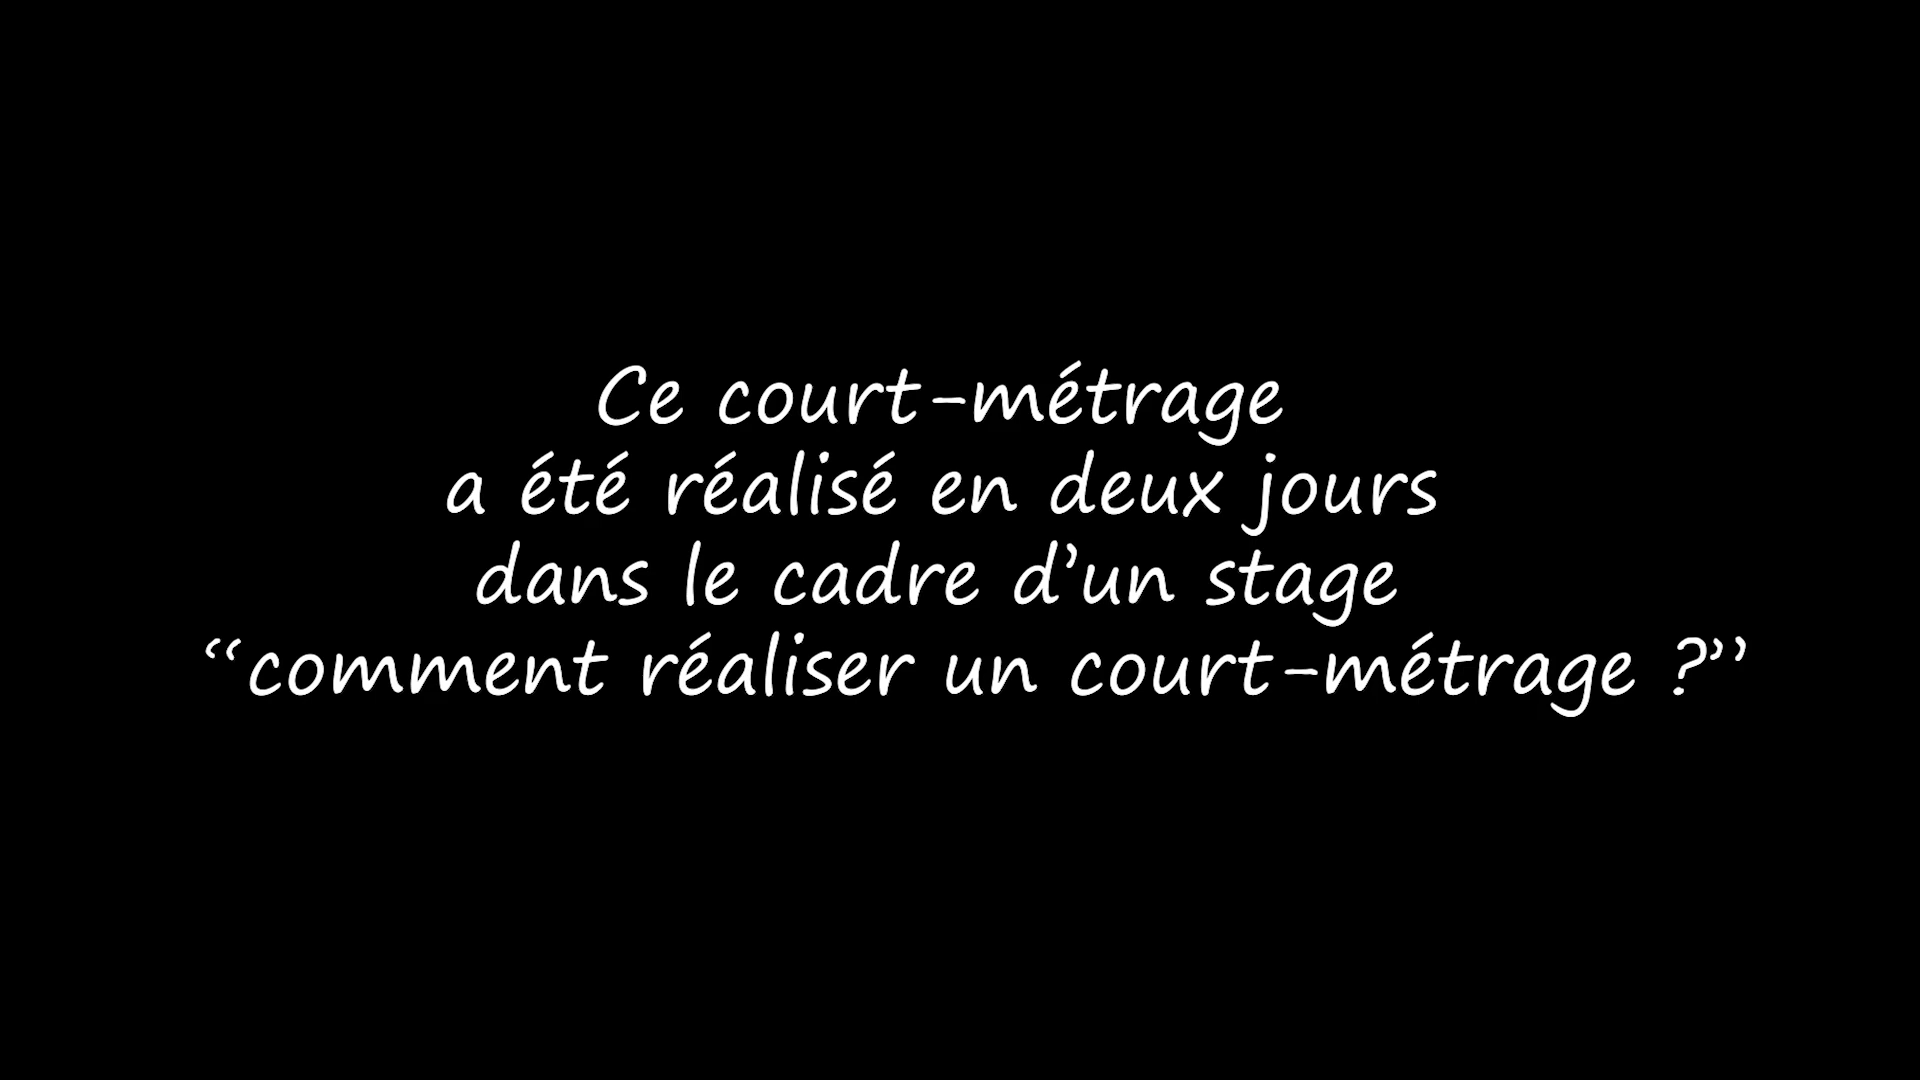 Ce court-métrage
a été réalisé en deux jours
dans le cadre d’un stage
“comment réaliser un court-métrage ?”